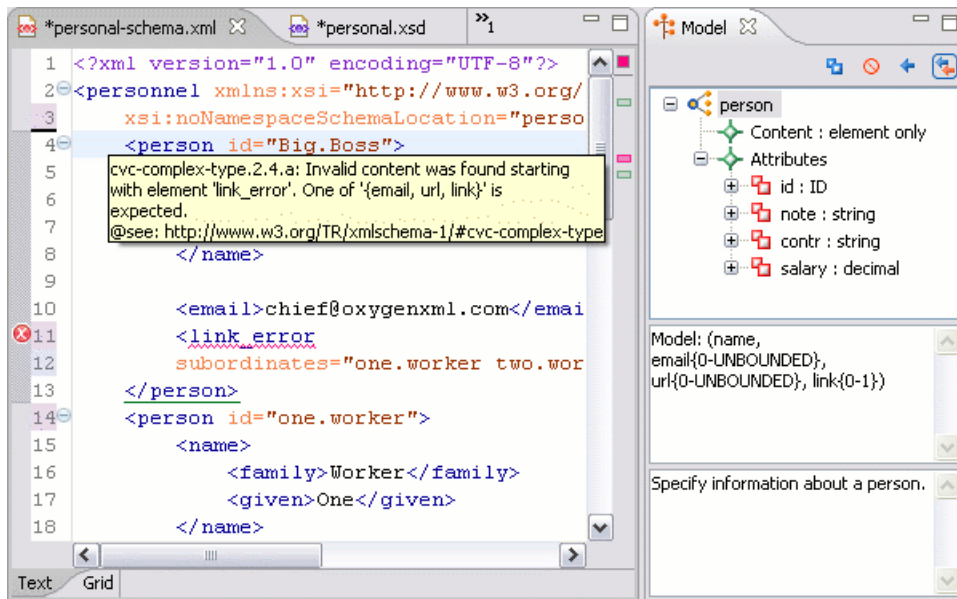 *personal-schema.xml
*personal.xsd
»1
1 <?xml version="1.0" encoding="UTF-8"?>
2 <personnel xmlns:xsi="http://www.w3.org/
3 xsi:noNamespaceSchemaLocation="perso
4 <person id="Big.Boss">
5
cvc-complex-type.2.4.a: Invalid content was found starting
with element 'link_error'. One of '{email, url, link}' is
6
expected.
7
@see: http://www.w3.org/TR/xmlschema-1/#cvc-complex-type
8 </name>
9
10 <email>chief@oxygenxml.com</emai
11 <link_error
12 subordinates="one.worker two.wor
13 </person>
14 <person id="one.worker">
15 <name>
16 <family>Worker</family>
17 <given>One</given>
18 </name>
Text Grid
Model
person
Content : element only
Attributes
id : ID
note : string
contr : string
salary : decimal
Model: (name,
email{0-UNBOUNDED},
url{0-UNBOUNDED}, link{0-1})
Specify information about a person.